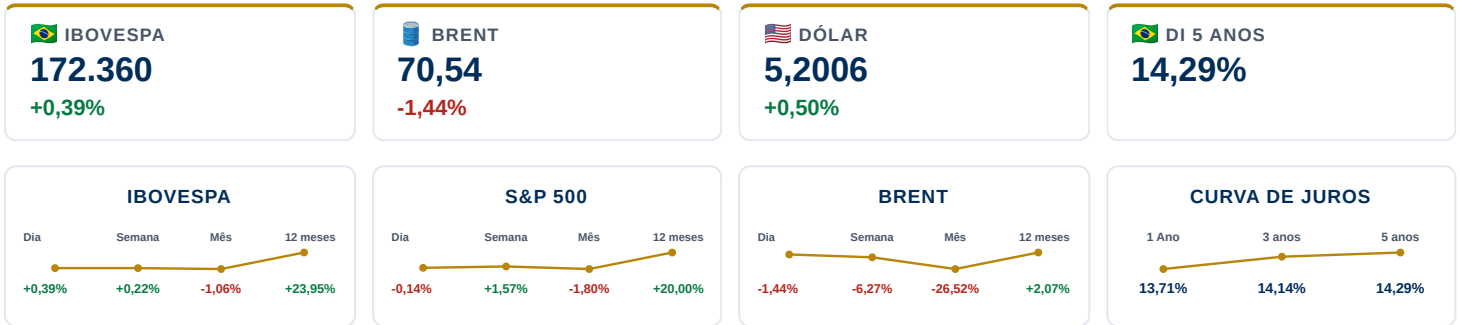 IBOVESPA
172.360
+0,39%
BRENT
70,54
-1,44%
DÓLAR
5,2006
+0,50%
DI 5 ANOS
14,29%
IBOVESPA
Dia Semana Mês 12 meses
+0,39% +0,22% -1,06% +23,95%
S&P 500
Dia Semana Mês 12 meses
-0,14% +1,57% -1,80% +20,00%
BRENT
Dia Semana Mês 12 meses
-1,44% -6,27% -26,52% +2,07%
CURVA DE JUROS
1 Ano 3 anos 5 anos
13,71% 14,14% 14,29%